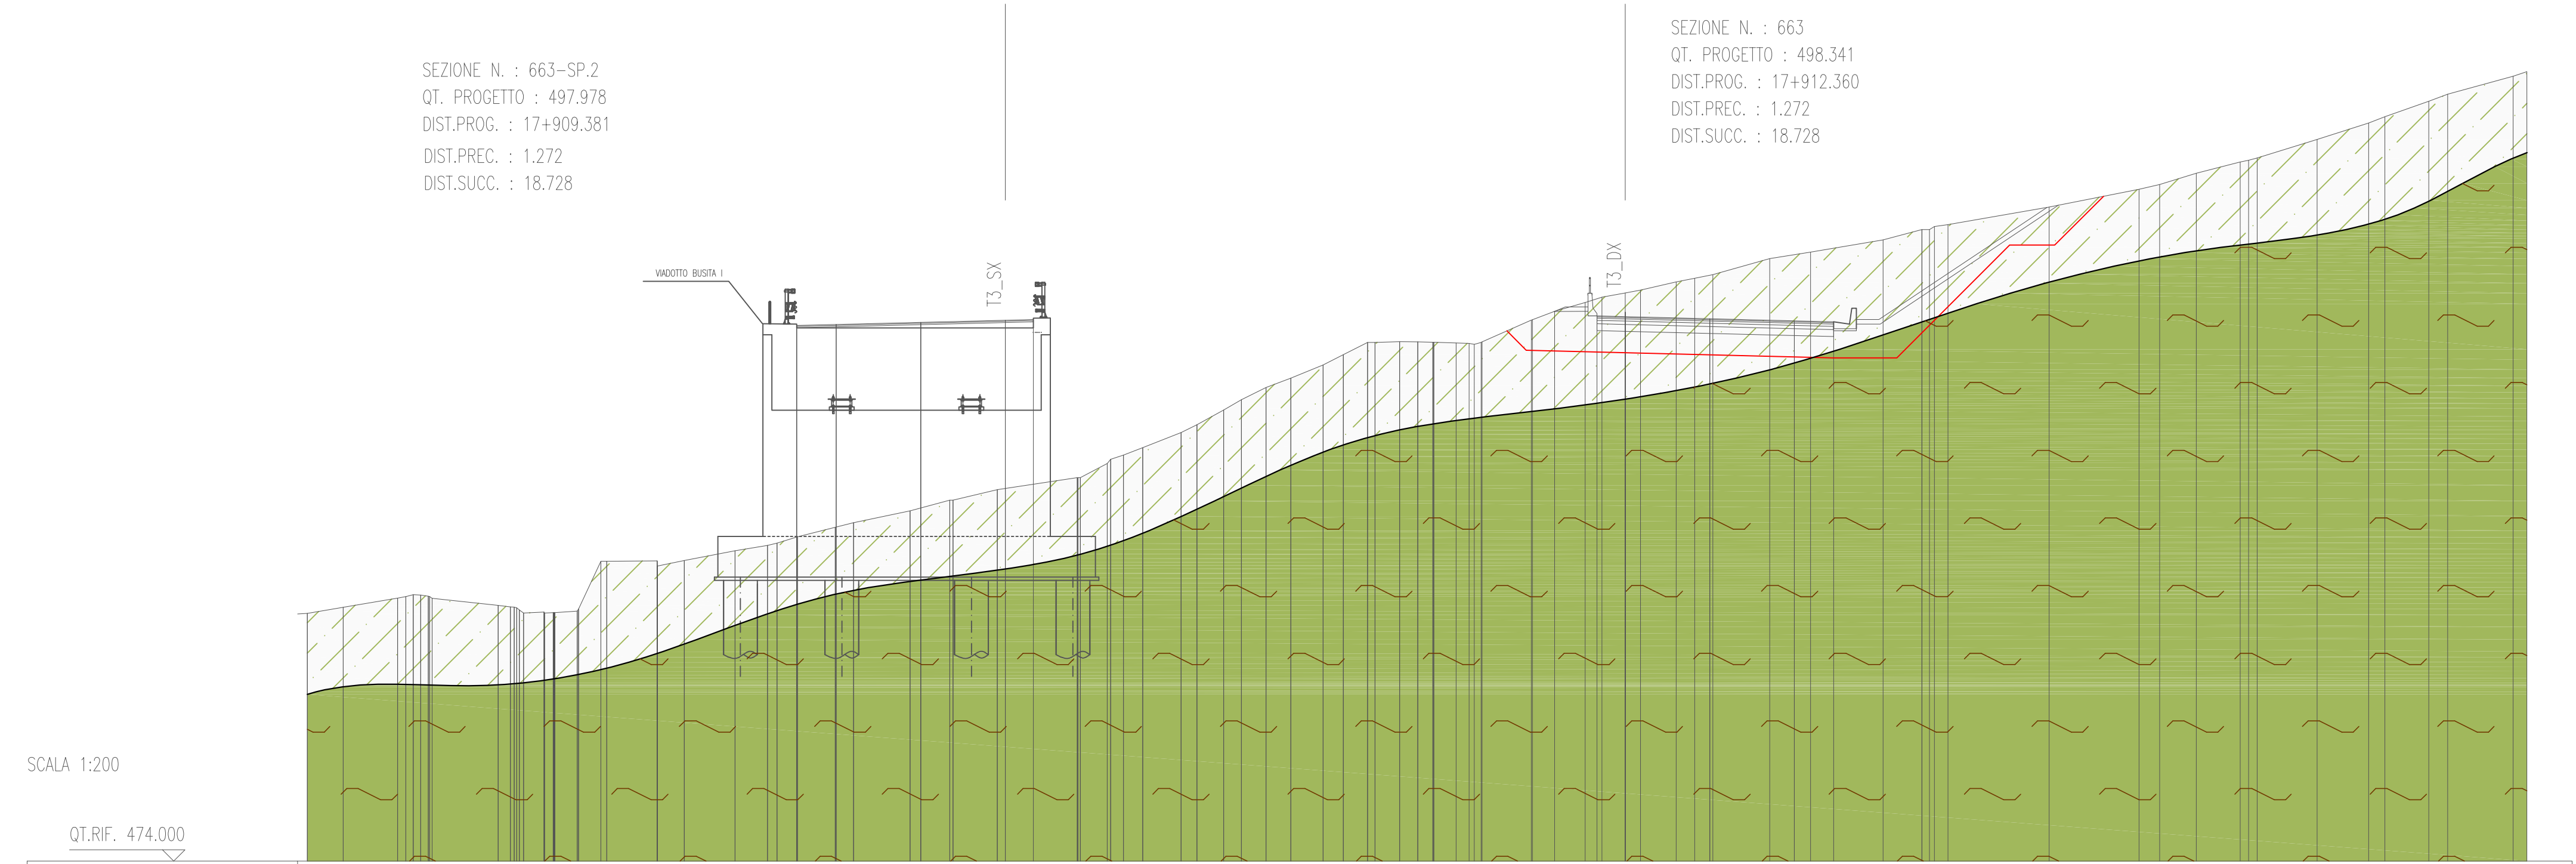 SEZIONE N. : 663-SP.2
QT. PROGETTO : 497.978
DIST.PROG. : 17+909.381
DIST.PREC. : 1.272
DIST.SUCC. : 18.728
SEZIONE N. : 663
QT. PROGETTO : 498.341
DIST.PROG. : 17+912.360
DIST.PREC. : 1.272
DIST.SUCC. : 18.728
VIADOTTO BUSITA I
T3_SX
T3_DX
SCALA 1:200
QT.RIF. 474.000